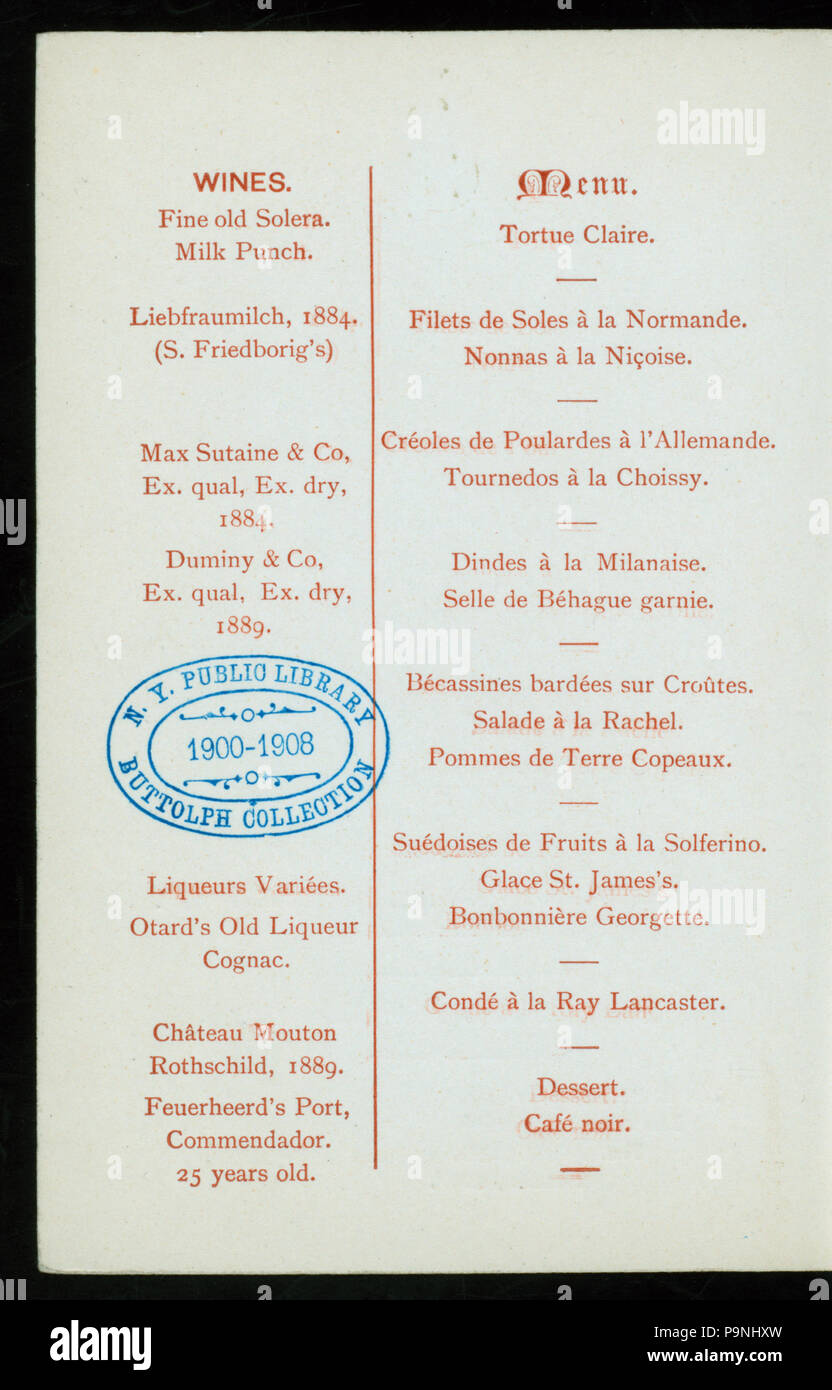 WINES.
Fine old Solera.
Milk Punch.
Liebfraumilch, 1884.
(S. Friedborig's)
Max Sutaine & Co,
Ex. qual, Ex. dry,
1884.
Duminy & Co,
Ex. qual, Ex. dry,
1889.
N. Y. PUBLIC LIBRARY
1900-1908
BUTTOLPH COLLECTION
Liqueurs Variées.
Otard's Old Liqueur
Cognac.
Château Mouton
Rothschild, 1889.
Feuerheerd's Port,
Commendador.
25 years old.
Menu.
Tortue Claire.
Filets de Soles à la Normande.
Nonnas à la Niçoise.
Créoles de Poulardes à l'Allemande.
Tournedos à la Choissy.
Dindes à la Milanaise.
Selle de Béhague garnie.
Bécassines bardées sur Croûtes.
Salade à la Rachel.
Pommes de Terre Copeaux.
Suédoises de Fruits à la Solferino.
Glace St. James's.
Bonbonnière Georgette.
Condé à la Ray Lancaster.
Dessert.
Café noir.
a alamy
alamy
Image ID: P9NHXW
www.alamy.com